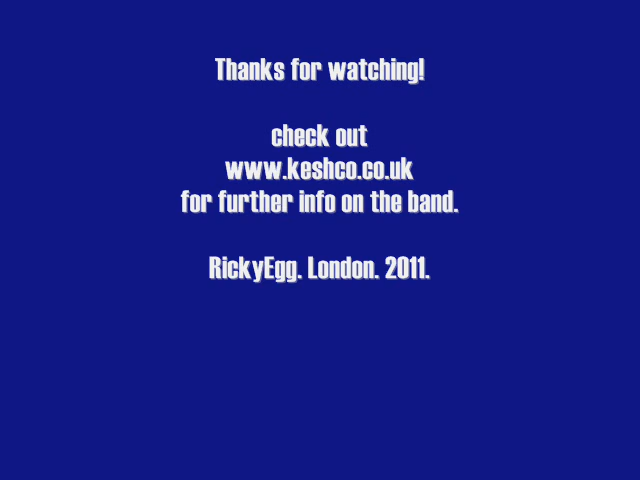 Thanks for watching!
check out
www.keshco.co.uk
for further info on the band.
RickyEgg. London. 2011.